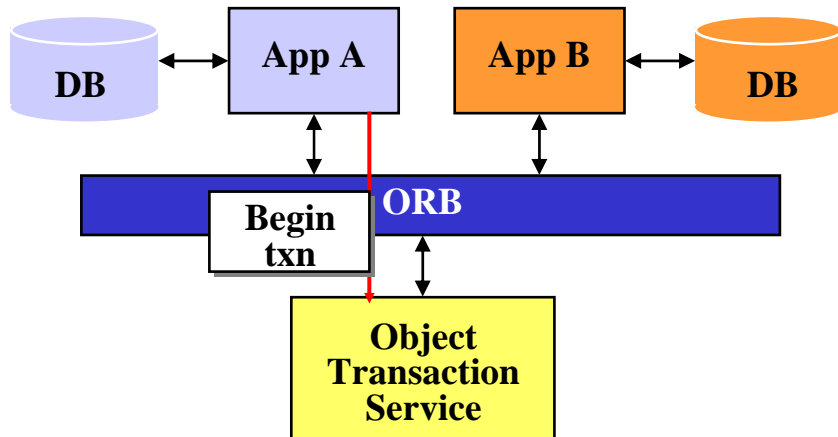 DB
App A
App B
DB
ORB
Begin
txn
Object
Transaction
Service